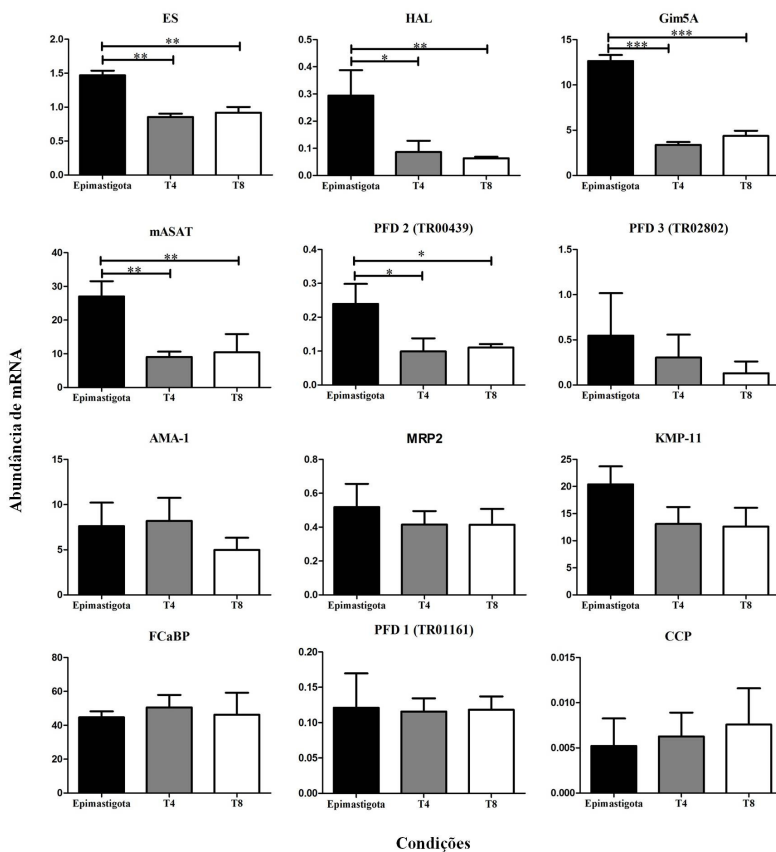 ES
HAL
Gim5A
**
**
**
*
***
***
2.0
1.5
1.0
0.5
0.0
0.5
0.4
0.3
0.2
0.1
0.0
15
10
5
0
Epimastigota T4 T8
Epimastigota T4 T8
Epimastigota T4 T8
mASAT
PFD 2 (TR00439)
PFD 3 (TR02802)
**
**
*
*
40
30
20
10
0
0.4
0.3
0.2
0.1
0.0
1.5
1.0
0.5
0.0
Epimastigota T4 T8
Epimastigota T4 T8
Epimastigota T4 T8
Abundância de mRNA
AMA-1
MRP2
KMP-11
15
10
5
0
0.8
0.6
0.4
0.2
0.0
25
20
15
10
5
0
Epimastigota T4 T8
Epimastigota T4 T8
Epimastigota T4 T8
FCaBP
PFD 1 (TR01161)
CCP
80
60
40
20
0
0.20
0.15
0.10
0.05
0.00
0.015
0.010
0.005
0.000
Epimastigota T4 T8
Epimastigota T4 T8
Epimastigota T4 T8
Condições